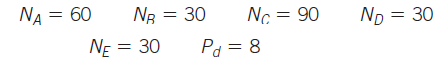 N_A = 60 N_B = 30 N_C = 90 N_D = 30
N_E = 30 P_d = 8